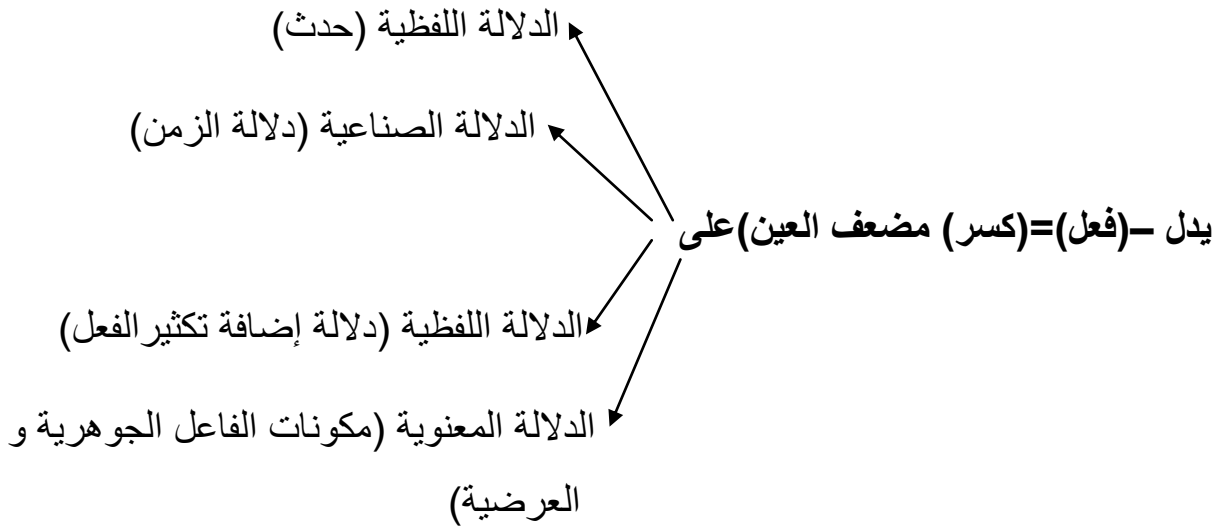 الدلالة اللفظية (حدث)
الدلالة الصناعية (دلالة الزمن)
يدل –(فعل)=(كسر) مضعف العين)على
الدلالة اللفظية (دلالة إضافة تكثيرالفعل)
الدلالة المعنوية (مكونات الفاعل الجوهرية و
العرضية)